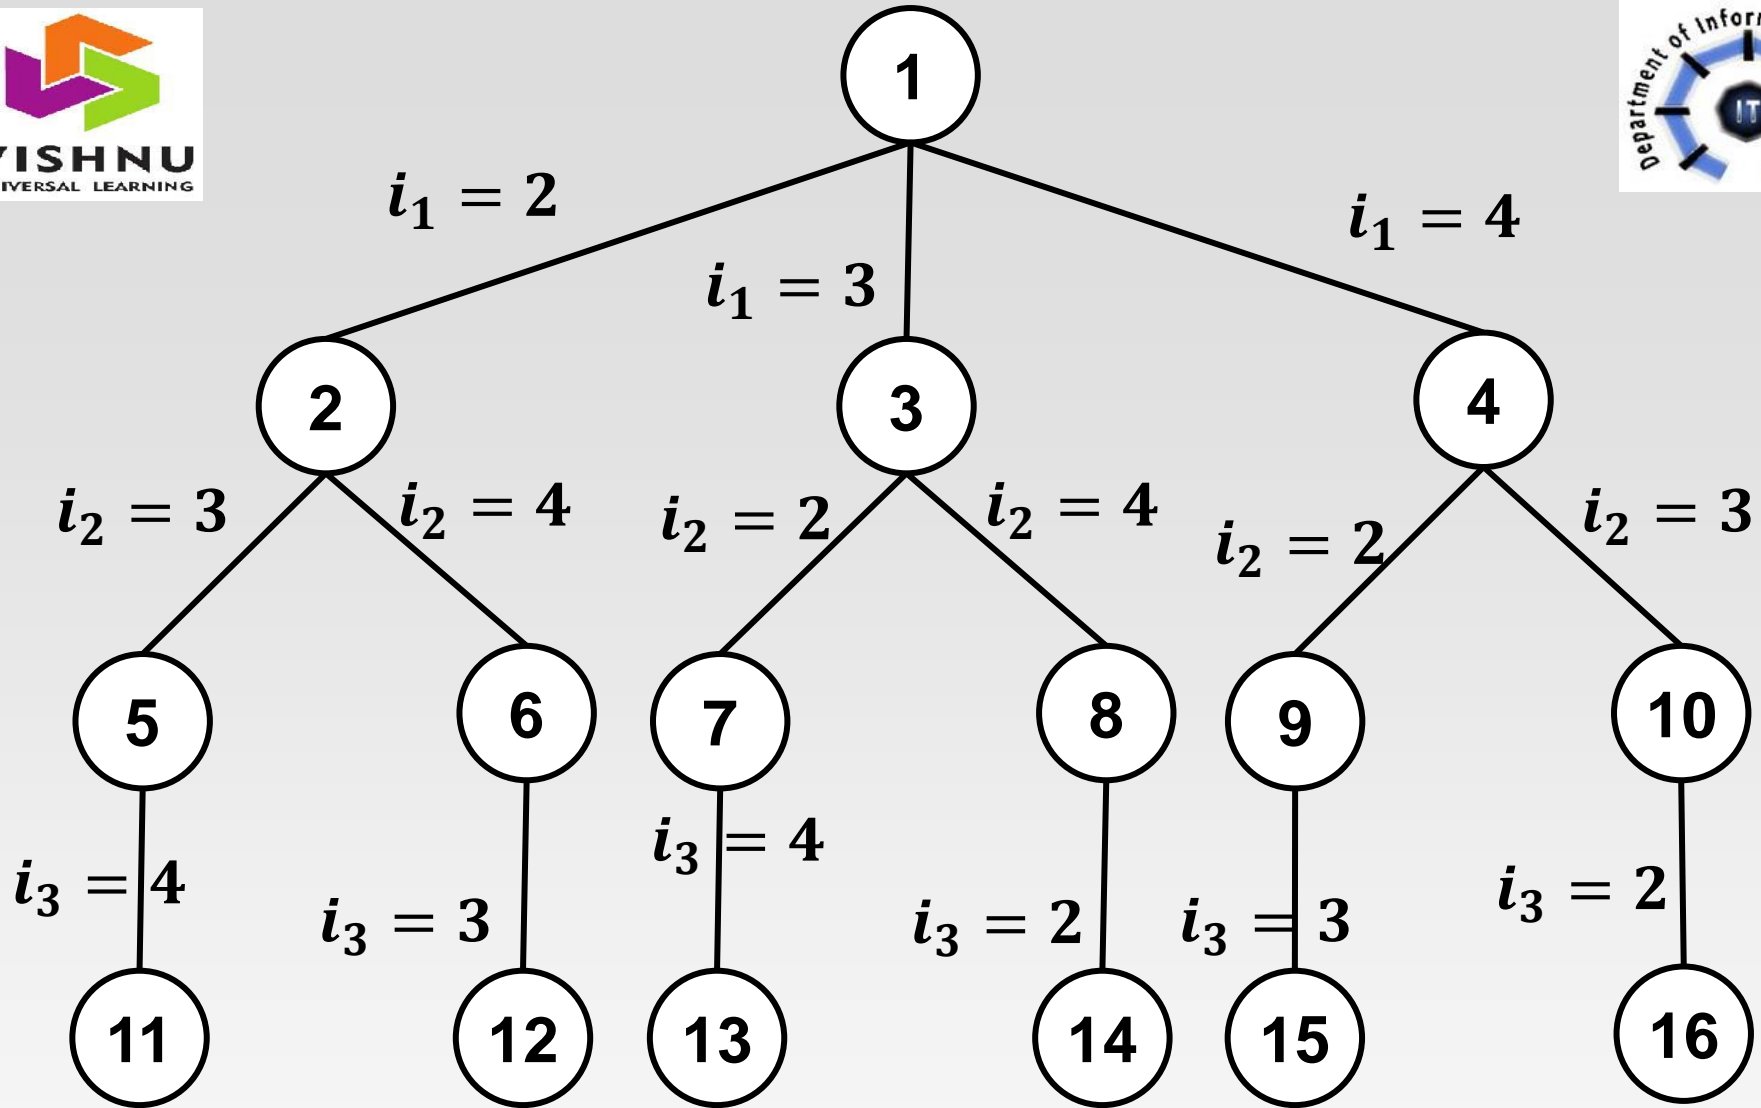 1
i₁ = 2
i₁ = 3
i₁ = 4
2
3
4
i₂ = 3
i₂ = 4
i₂ = 2
i₂ = 4
i₂ = 2
i₂ = 3
5
6
7
8
9
10
i₃ = 4
i₃ = 3
i₃ = 4
i₃ = 2
i₃ = 3
i₃ = 2
11
12
13
14
15
16
VISHNU
IVERSAL LEARNING
Department of Infor
IT